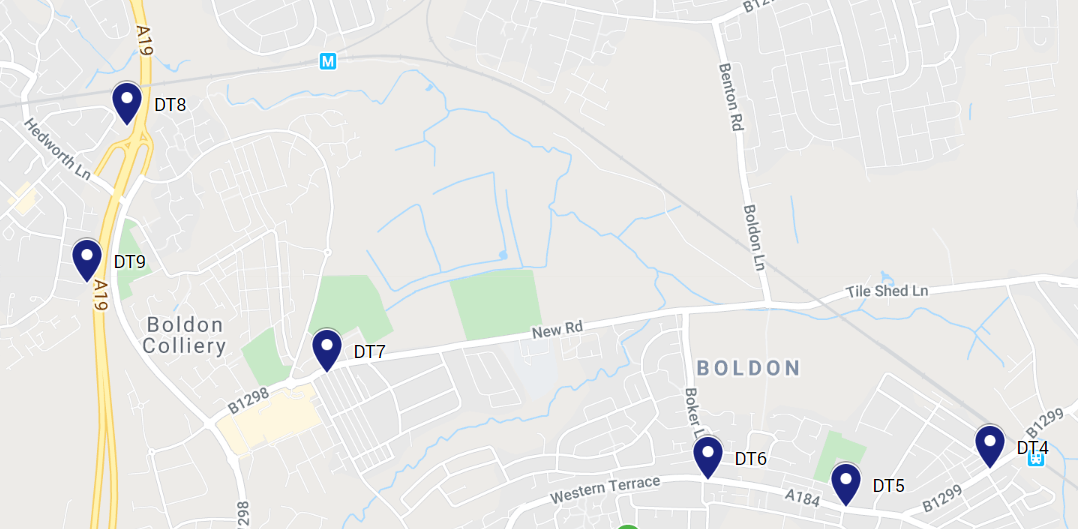 B12
A19
M
Benton Rd
DT8
Hedworth Ln
Boldon Ln
DT9
A19
Tile Shed Ln
Boldon
Colliery
New Rd
DT7
BOLDON
B1298
Boker L
B1299
DT4
DT6
Western Terrace
DT5
A184
B1299
298